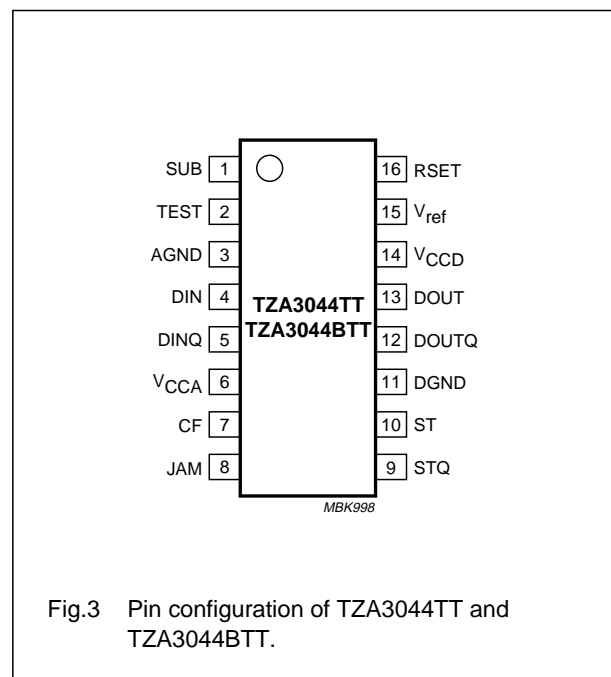 SUB 1 16 RSET
TEST 2 15 Vref
AGND 3 14 VCCD
DIN 4 13 DOUT
TZA3044TT
TZA3044BTT
DINQ 5 12 DOUTQ
VCCA 6 11 DGND
CF 7 10 ST
JAM 8 9 STQ
MBK998
Fig.3 Pin configuration of TZA3044TT and
TZA3044BTT.